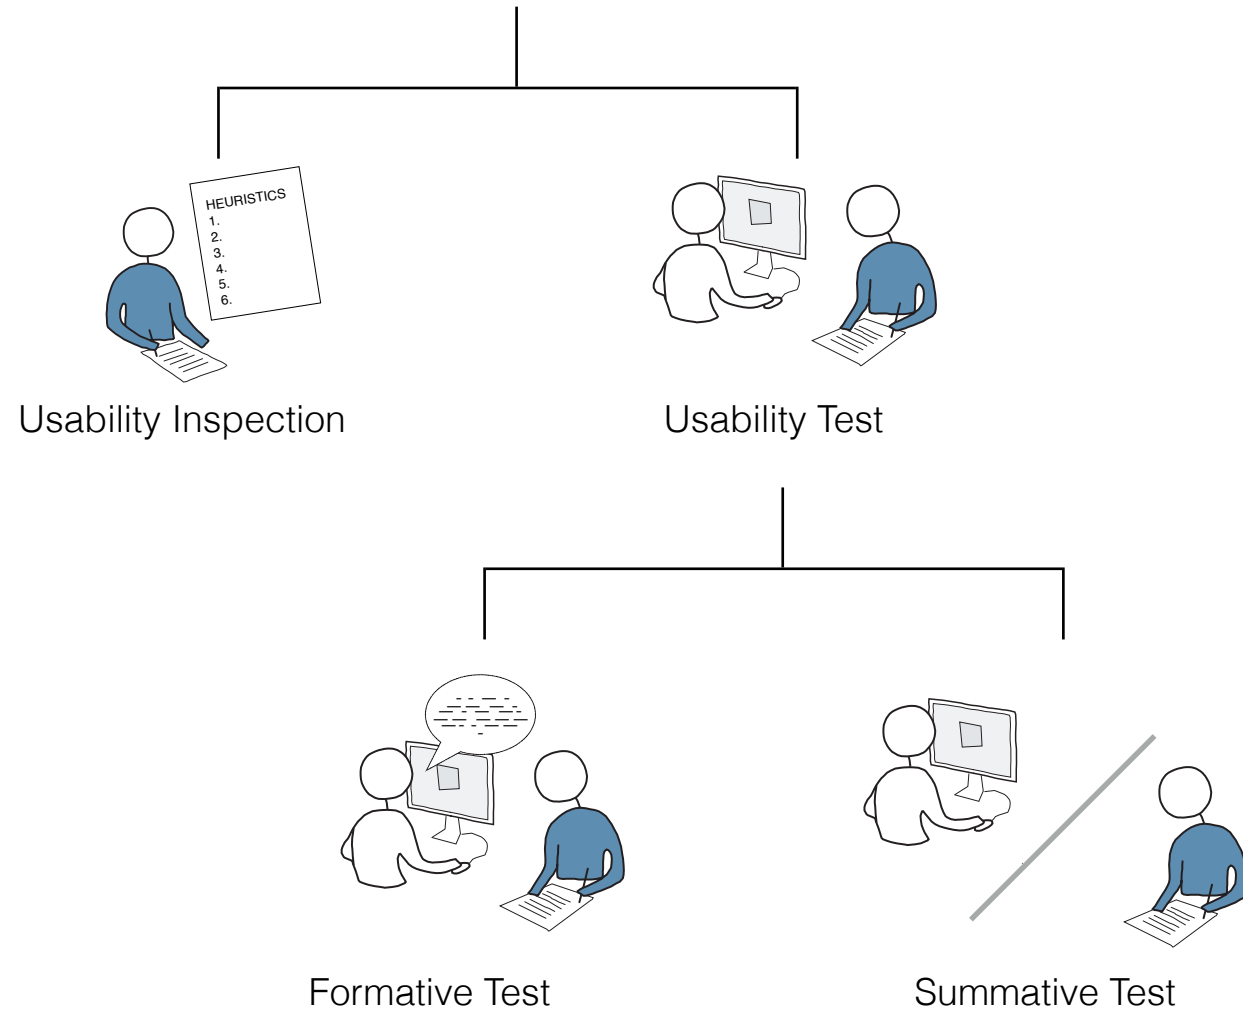 HEURISTICS
1.
2.
3.
4.
5.
6.
Usability Inspection
Usability Test
Formative Test
Summative Test